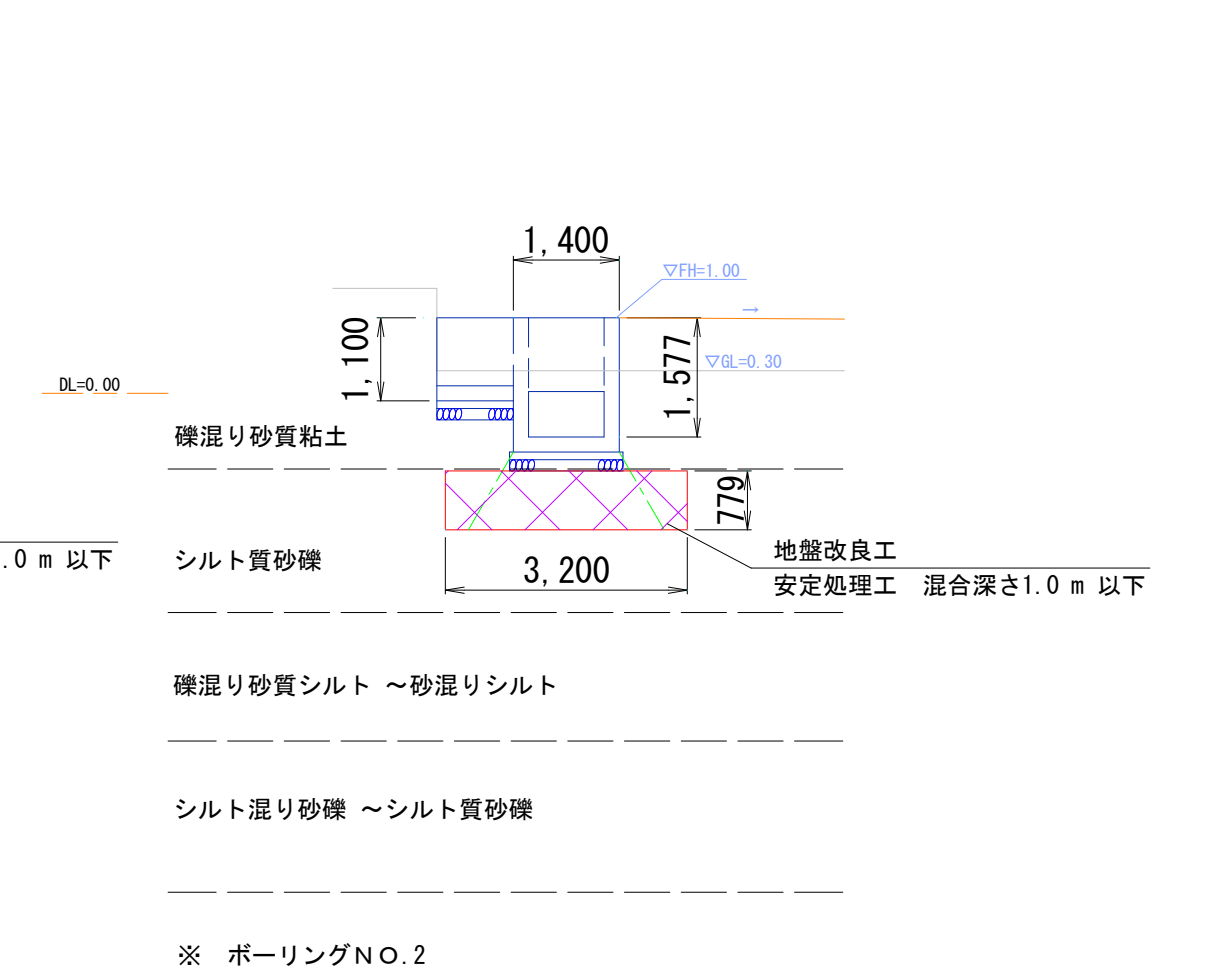 1,400
▽FH=1.00
→
1,100
1,577
▽GL=0.30
DL=0.00
礫混り砂質粘土
779
シルト質砂礫
3,200
地盤改良工
安定処理工 混合深さ1.0 m 以下
.0 m 以下
礫混り砂質シルト ～砂混りシルト
シルト混り砂礫 ～シルト質砂礫
※ ボーリングＮＯ.2